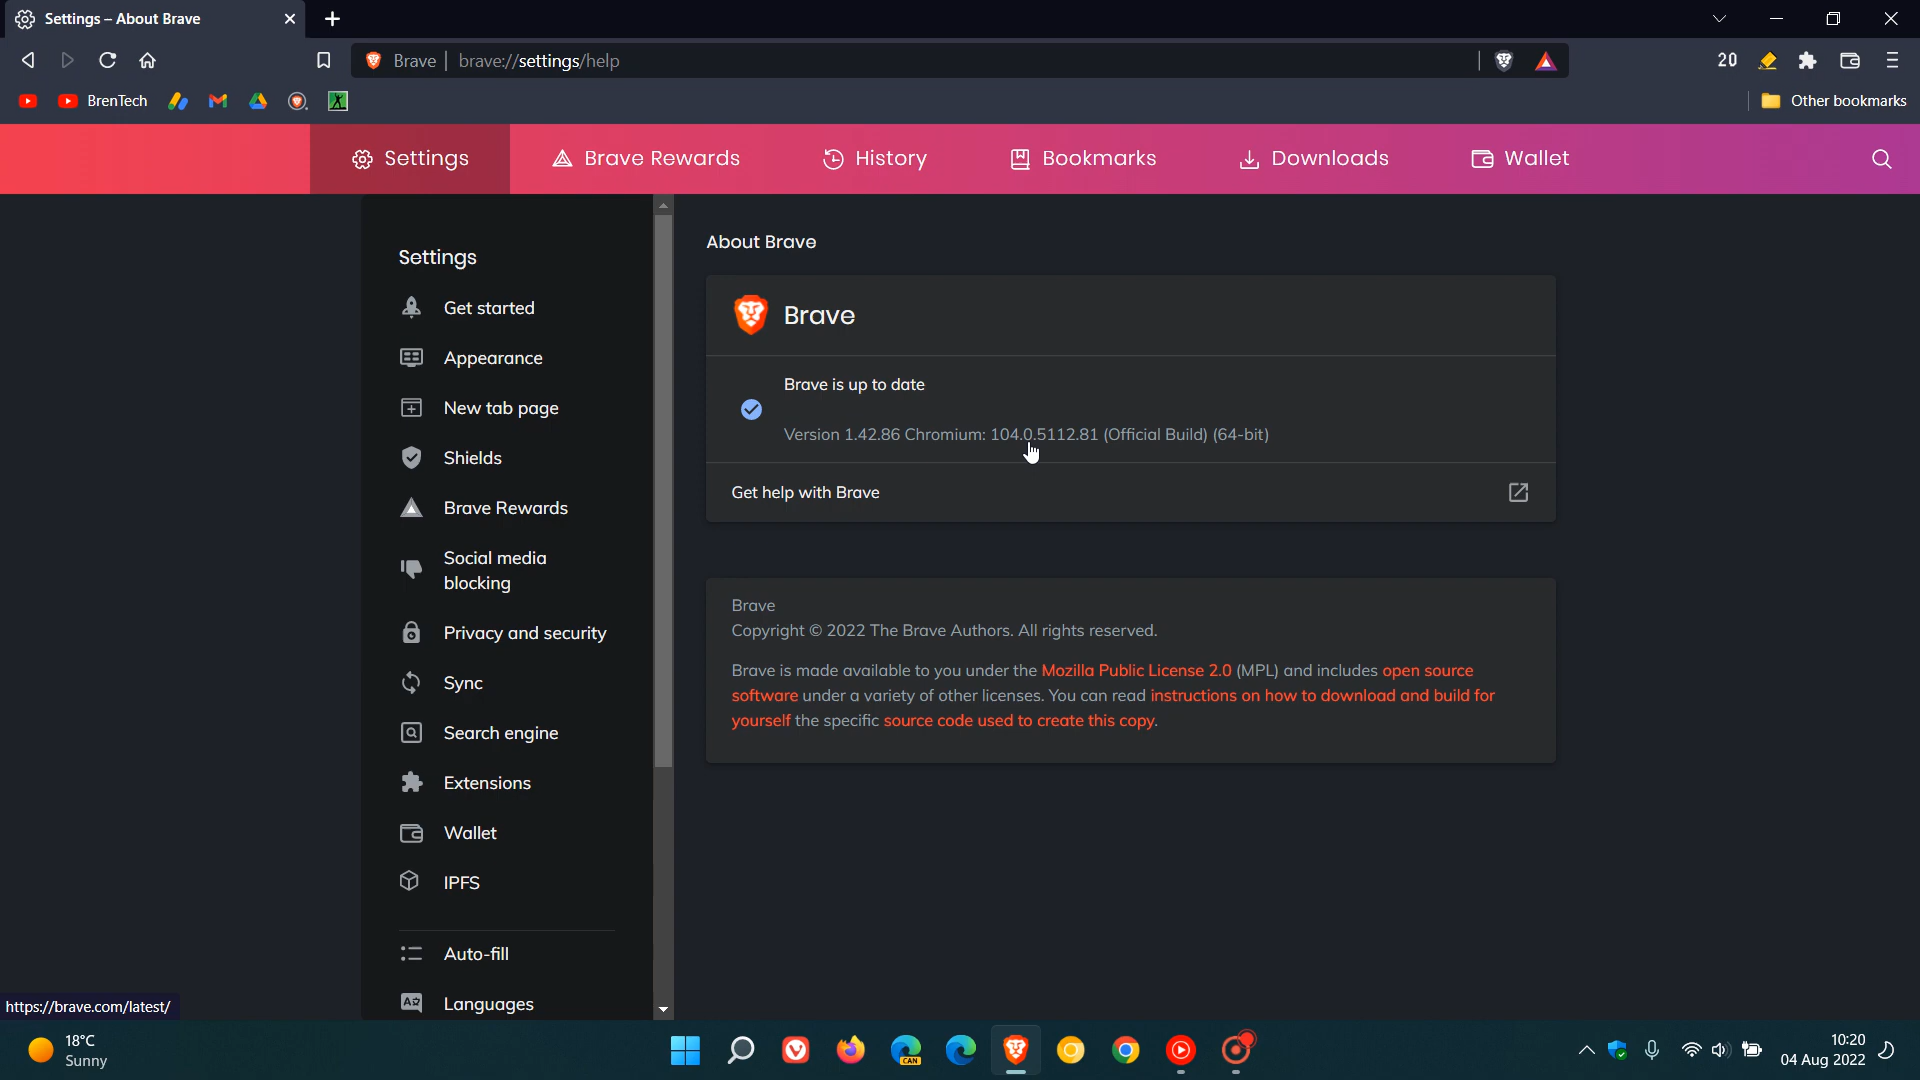 Settings – About Brave
Brave
brave://settings/help
20
BrenTech
Other bookmarks
Settings
Brave Rewards
History
Bookmarks
Downloads
Wallet
Settings
Get started
Appearance
New tab page
Shields
Brave Rewards
Social media
blocking
Privacy and security
Sync
Search engine
Extensions
Wallet
IPFS
Auto-fill
Languages
About Brave
Brave
Brave is up to date
Version 1.42.86 Chromium: 104.0.5112.81 (Official Build) (64-bit)
Get help with Brave
Brave
Copyright © 2022 The Brave Authors. All rights reserved.
Brave is made available to you under the Mozilla Public License 2.0 (MPL) and includes open source
software under a variety of other licenses. You can read instructions on how to download and build for
yourself the specific source code used to create this copy.
https://brave.com/latest/
18°C
Sunny
CAN
10:20
04 Aug 2022